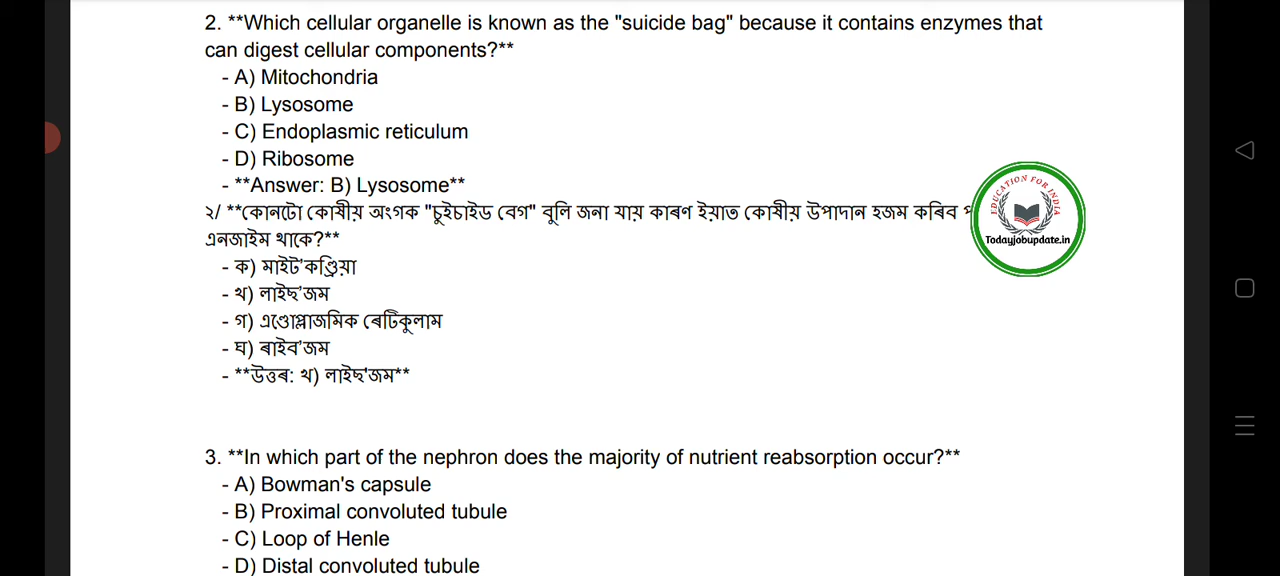 2. **Which cellular organelle is known as the "suicide bag" because it contains enzymes that
can digest cellular components?**
- A) Mitochondria
- B) Lysosome
- C) Endoplasmic reticulum
- D) Ribosome
- **Answer: B) Lysosome**
২/ **কোনটো কোষীয় অংগক "চুইচাইড বেগ" বুলি জনা যায় কাৰণ ইয়াত কোষীয় উপাদান হজম কৰিব
এনজাইম থাকে?**
- ক) মাইট'কণ্ড্ৰিয়া
- খ) লাইছ'জম
- গ) এণ্ডোপ্লাজমিক ৰেটিকুলাম
- ঘ) ৰাইব'জম
- **উত্তৰ: খ) লাইছ'জম**
EDUCATION FOR INDIA
Todayjobupdate.in
3. **In which part of the nephron does the majority of nutrient reabsorption occur?**
- A) Bowman's capsule
- B) Proximal convoluted tubule
- C) Loop of Henle
- D) Distal convoluted tubule